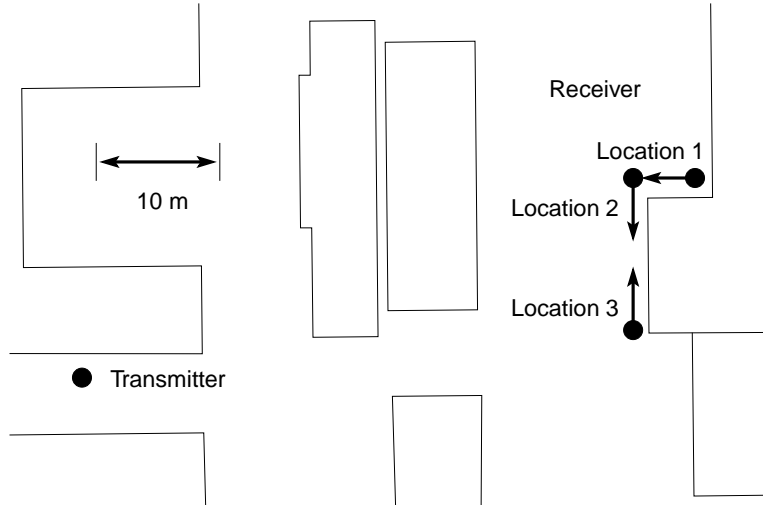 Receiver
Location 1
10 m
Location 2
Location 3
Transmitter